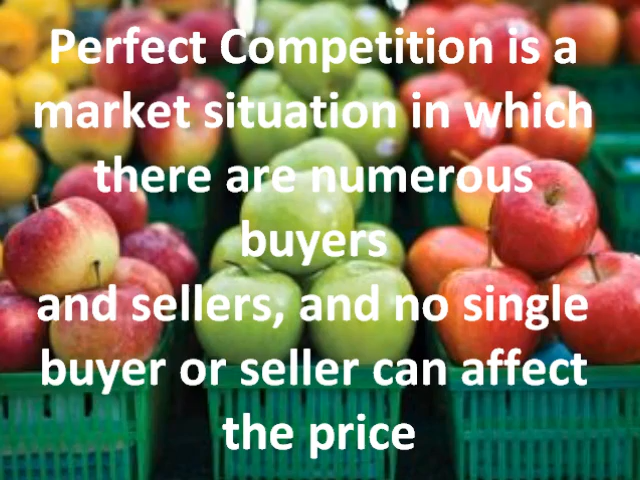 Perfect Competition is a
market situation in which
there are numerous
buyers
and sellers, and no single
buyer or seller can affect
the price